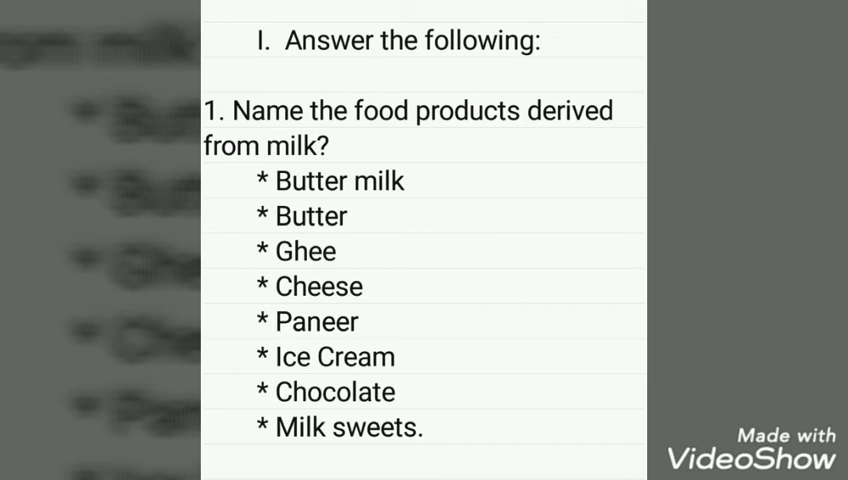 I. Answer the following:
1. Name the food products derived
from milk?
* Butter milk
* Butter
* Ghee
* Cheese
* Paneer
* Ice Cream
* Chocolate
* Milk sweets.
Made with
VideoShow